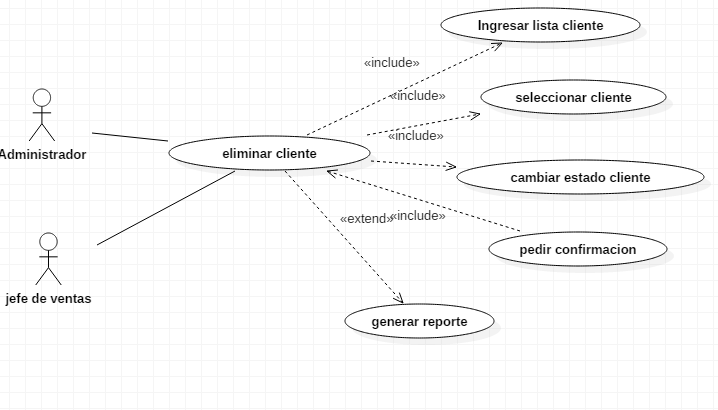 Ingresar lista cliente
«include»
«include»
seleccionar cliente
«include»
Administrador
eliminar cliente
cambiar estado cliente
«extend»
«include»
pedir confirmacion
jefe de ventas
generar reporte